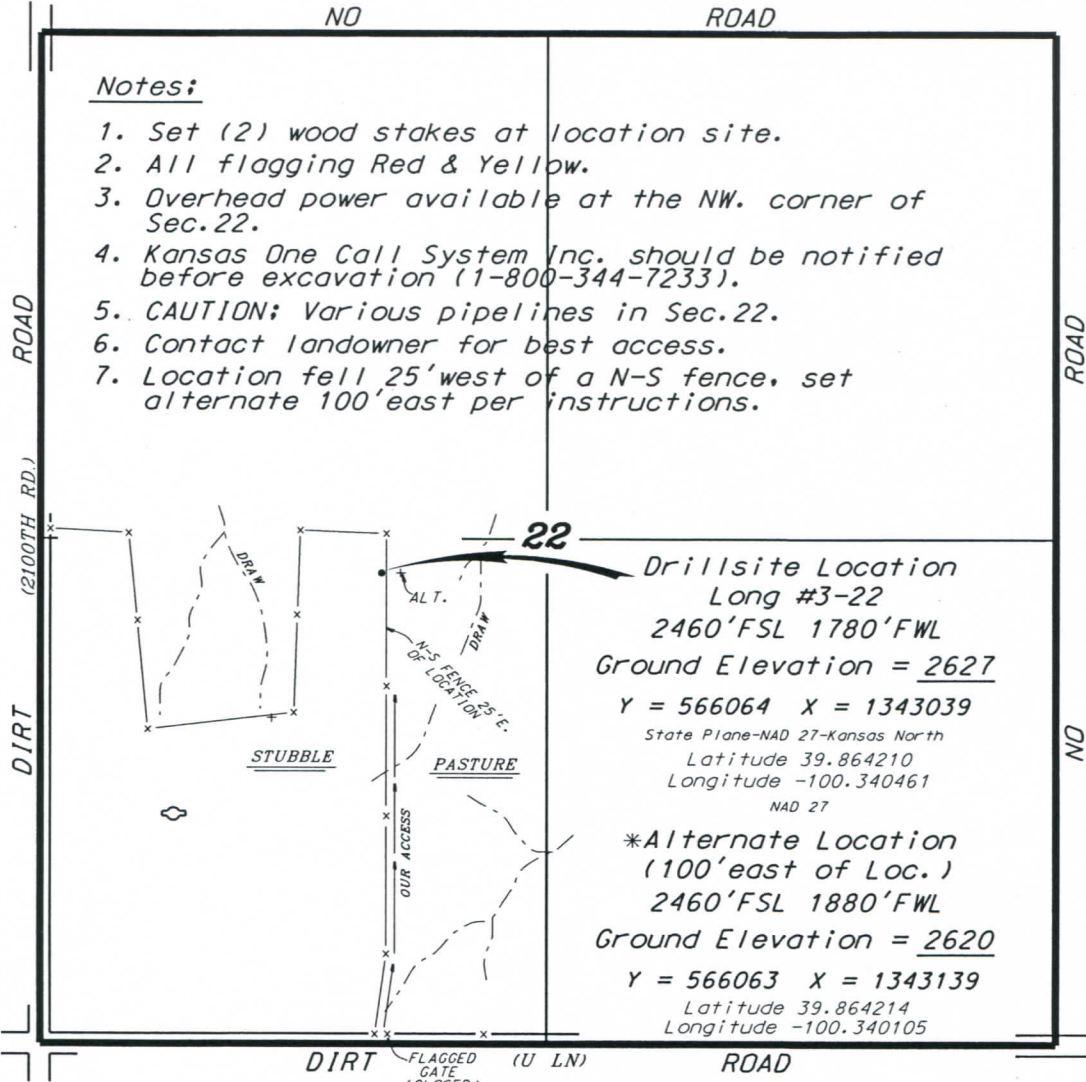 NO ROAD
Notes:
1. Set (2) wood stakes at location site.
2. All flagging Red & Yellow.
3. Overhead power available at the NW. corner of
Sec.22.
4. Kansas One Call System Inc. should be notified
before excavation (1-800-344-7233).
5. CAUTION: Various pipelines in Sec.22.
6. Contact landowner for best access.
7. Location fell 25'west of a N-S fence, set
alternate 100'east per instructions.
ROAD
(2100TH RD.)
DIRT
ROAD
NO
22
DRAW
ALT.
DRAW
N-S FENCE 25'E.
OF LOCATION
STUBBLE
PASTURE
OUR ACCESS
Drillsite Location
Long #3-22
2460'FSL 1780'FWL
Ground Elevation = 2627
Y = 566064 X = 1343039
State Plane-NAD 27-Kansas North
Latitude 39.864210
Longitude -100.340461
NAD 27
*Alternate Location
(100'east of Loc.)
2460'FSL 1880'FWL
Ground Elevation = 2620
Y = 566063 X = 1343139
Latitude 39.864214
Longitude -100.340105
DIRT (U LN) ROAD
FLAGGED
GATE
(CLOSED)